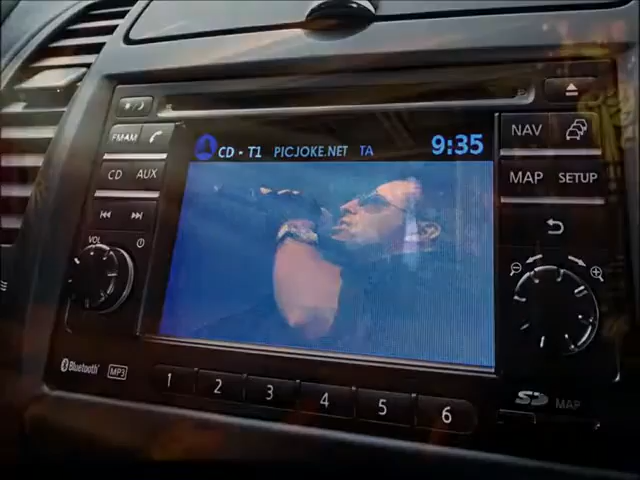 FM·AM
CD · T1 PICJOKE.NET TA 9:35
NAV
CD AUX
MAP SETUP
VOL
Bluetooth MP3
1 2 3 4 5 6
SD MAP